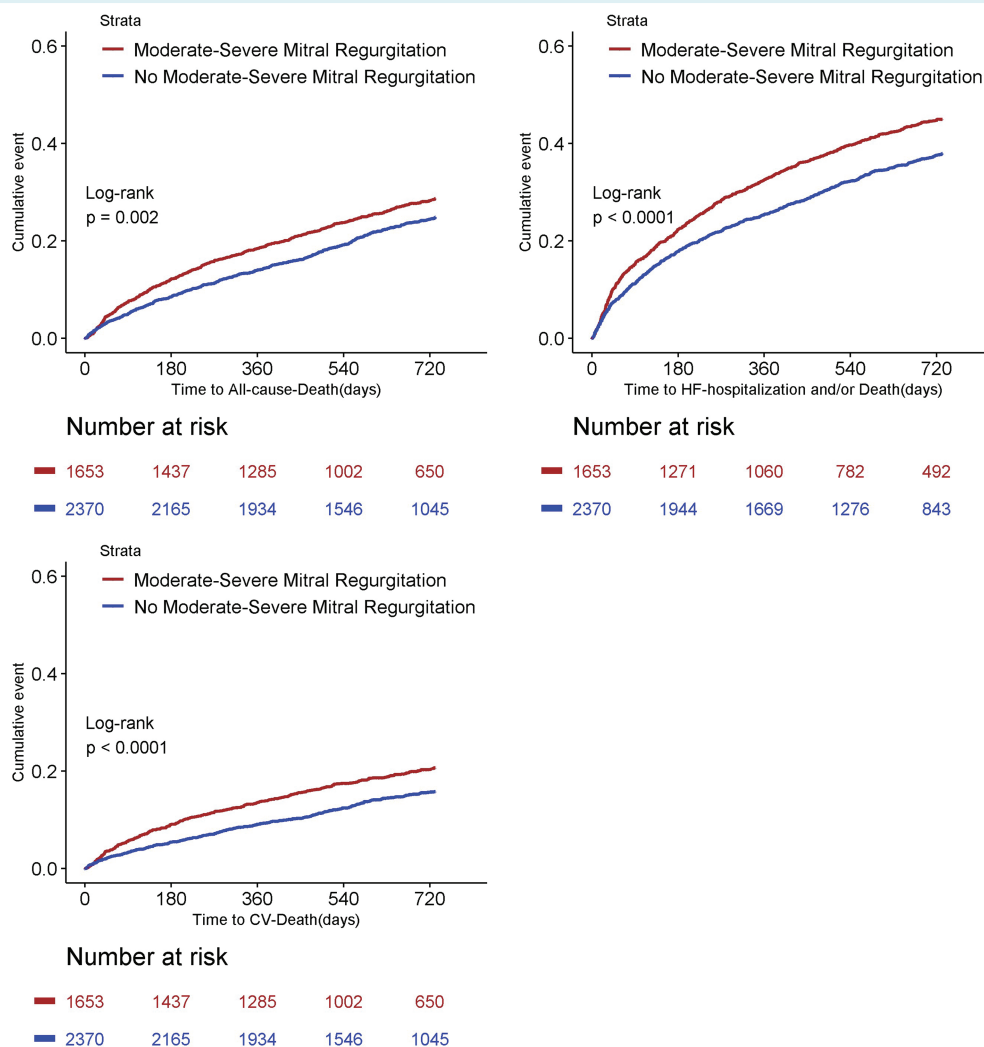 Strata
Moderate-Severe Mitral Regurgitation
No Moderate-Severe Mitral Regurgitation
Cumulative event
0.6
0.4
0.2
0.0
Log-rank
p = 0.002
0 180 360 540 720
Time to All-cause-Death(days)
Number at risk
1653 1437 1285 1002 650
2370 2165 1934 1546 1045
Strata
Moderate-Severe Mitral Regurgitation
No Moderate-Severe Mitral Regurgitation
Cumulative event
0.6
0.4
0.2
0.0
Log-rank
p < 0.0001
0 180 360 540 720
Time to HF-hospitalization and/or Death(days)
Number at risk
1653 1271 1060 782 492
2370 1944 1669 1276 843
Strata
Moderate-Severe Mitral Regurgitation
No Moderate-Severe Mitral Regurgitation
Cumulative event
0.6
0.4
0.2
0.0
Log-rank
p < 0.0001
0 180 360 540 720
Time to CV-Death(days)
Number at risk
1653 1437 1285 1002 650
2370 2165 1934 1546 1045